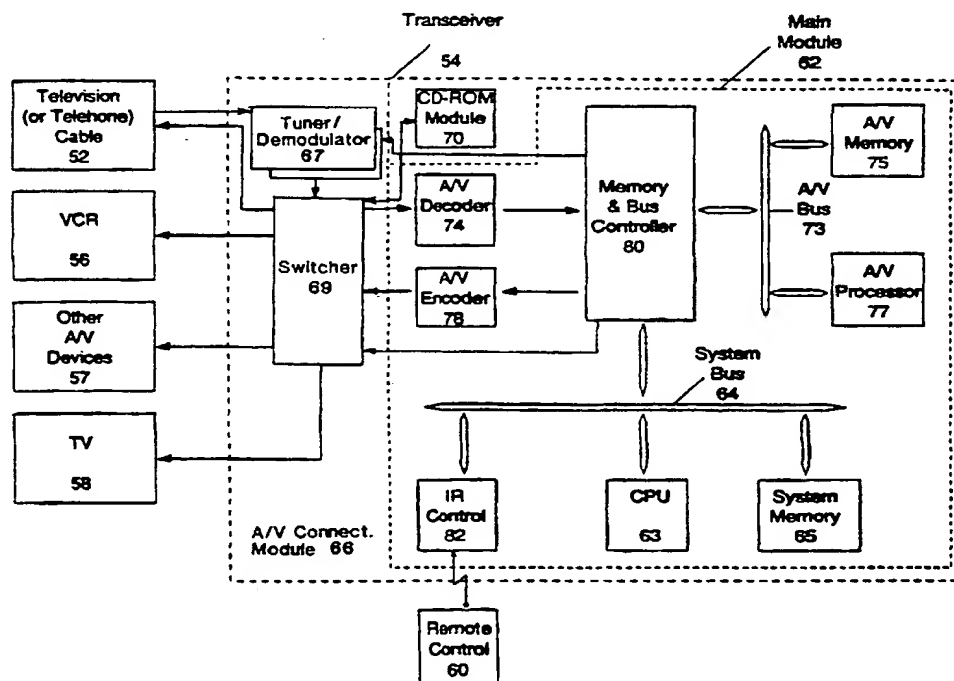 Transceiver
54
Main
Module
62
Television
(or Telehone)
Cable
52
Tuner/
Demodulator
67
CD-ROM
Module
70
A/V
Memory
75
VCR
56
Switcher
69
A/V
Decoder
74
Memory
& Bus
Controller
80
A/V
Bus
73
A/V
Encoder
78
A/V
Processor
77
Other
A/V
Devices
57
System
Bus
64
TV
58
A/V Connect.
Module 66
IR
Control
82
CPU
63
System
Memory
65
Remote
Control
60